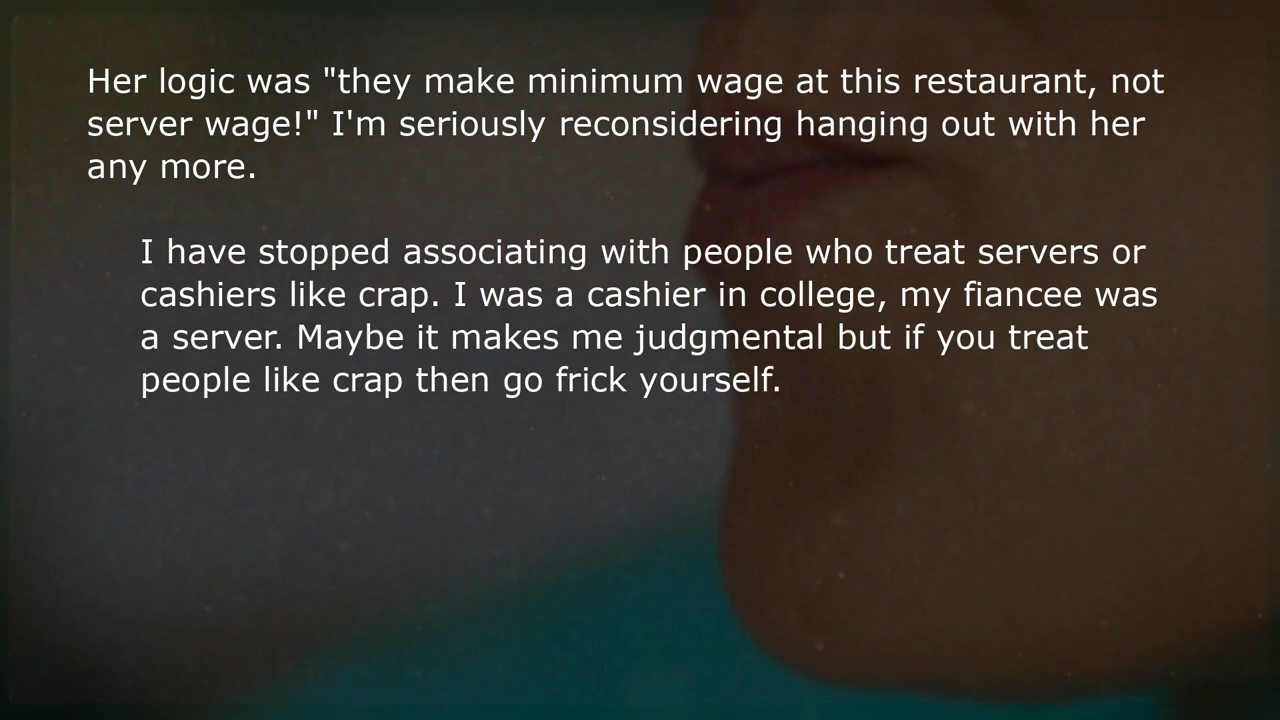 Her logic was "they make minimum wage at this restaurant, not
server wage!" I'm seriously reconsidering hanging out with her
any more.
I have stopped associating with people who treat servers or
cashiers like crap. I was a cashier in college, my fiancee was
a server. Maybe it makes me judgmental but if you treat
people like crap then go frick yourself.